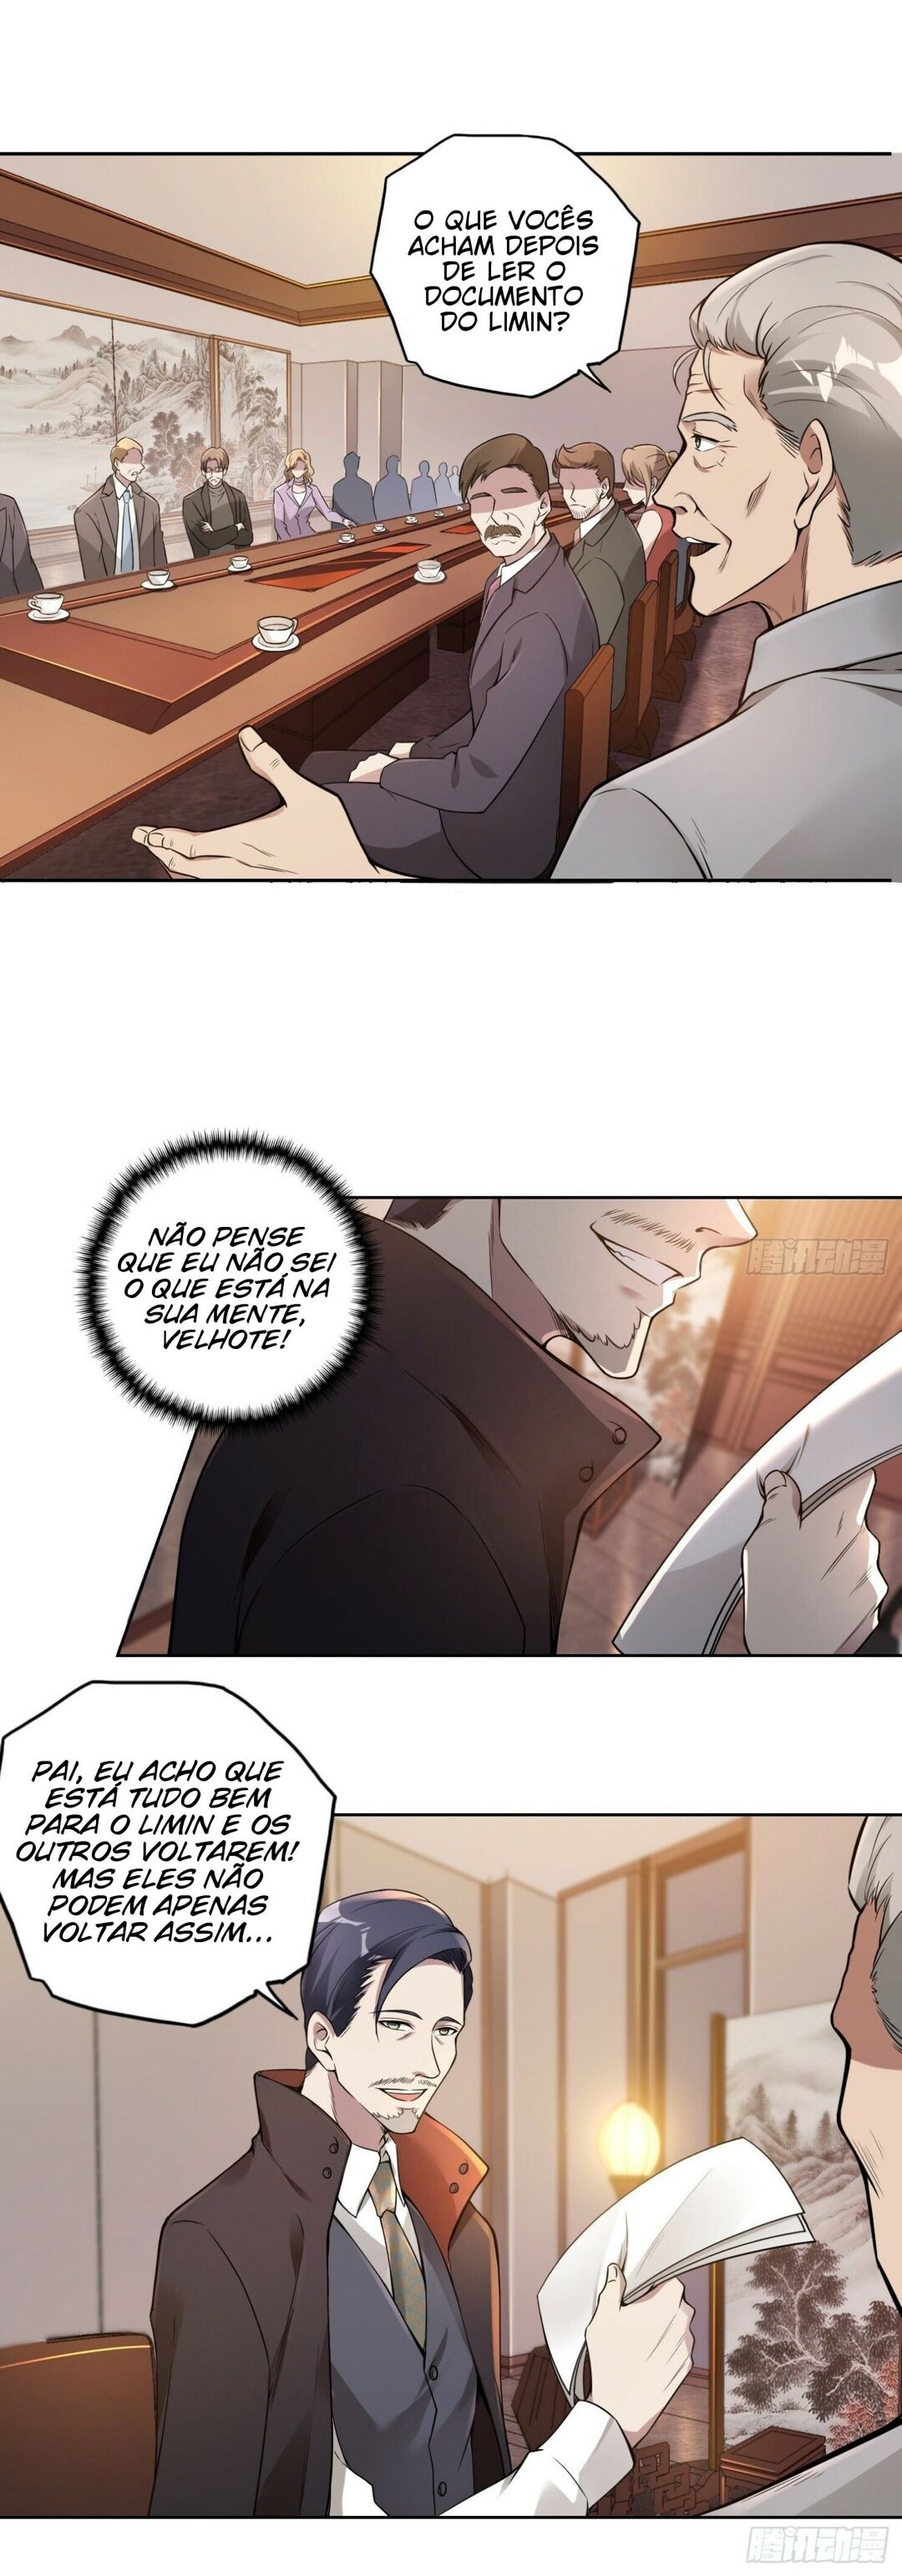 O QUE VOCÊS
ACHAM DEPOIS
DE LER O
DOCUMENTO
DO LIMIN?
NÃO PENSE
QUE EU NÃO SEI
O QUE ESTÁ NA
SUA MENTE,
VELHOTE!
腾讯动漫
PAI, EU ACHO QUE
ESTÁ TUDO BEM
PARA O LIMIN E OS
OUTROS VOLTAREM!
MAS ELES NÃO
PODEM APENAS
VOLTAR ASSIM...
腾讯动漫